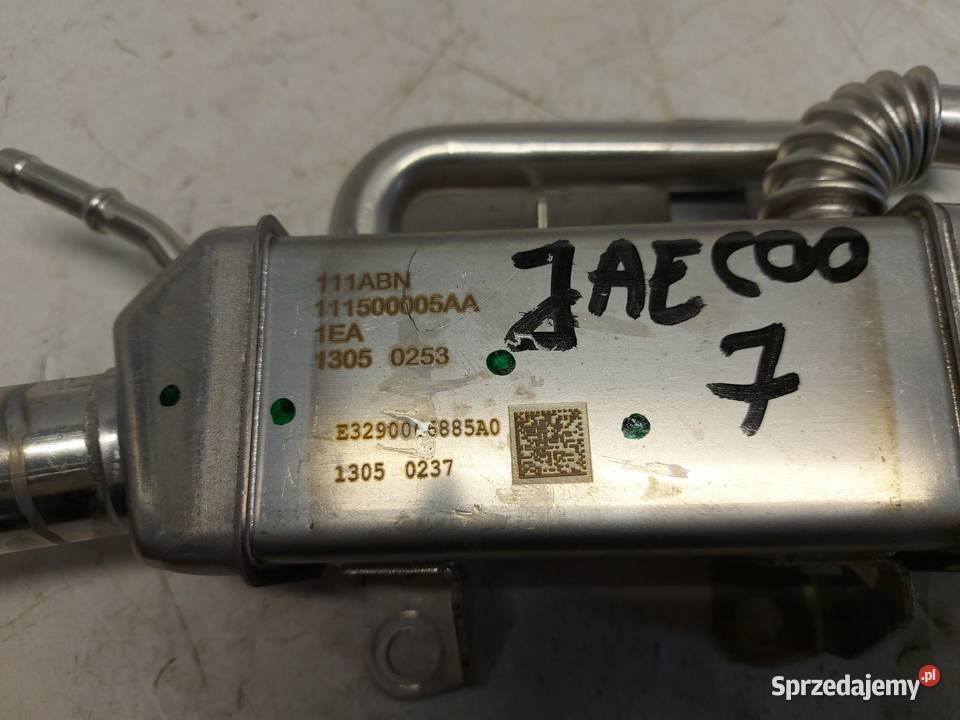 111ABN
111500005AA
1EA
1305 0253
JAECOO
7
1305 0237
Sprzedajemy.pl